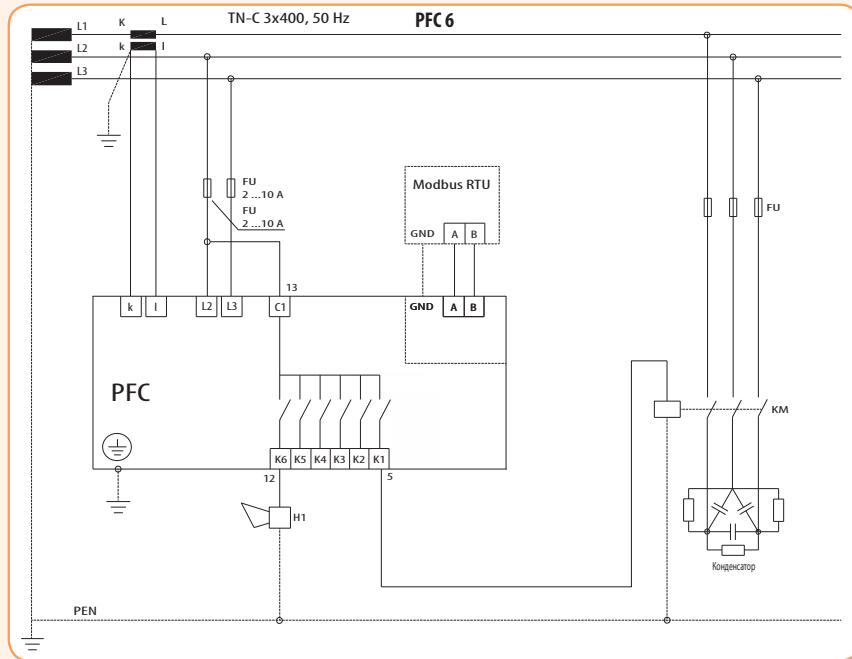 TN-C 3x400, 50 Hz
PFC 6
L1
K
L
L2
k
l
L3
FU
2 ...10 A
FU
2 ...10 A
Modbus RTU
GND
A
B
FU
13
k
l
L2
L3
C1
GND
A
B
PFC
KM
K6
K5
K4
K3
K2
K1
12
5
H1
Конденсатор
PEN